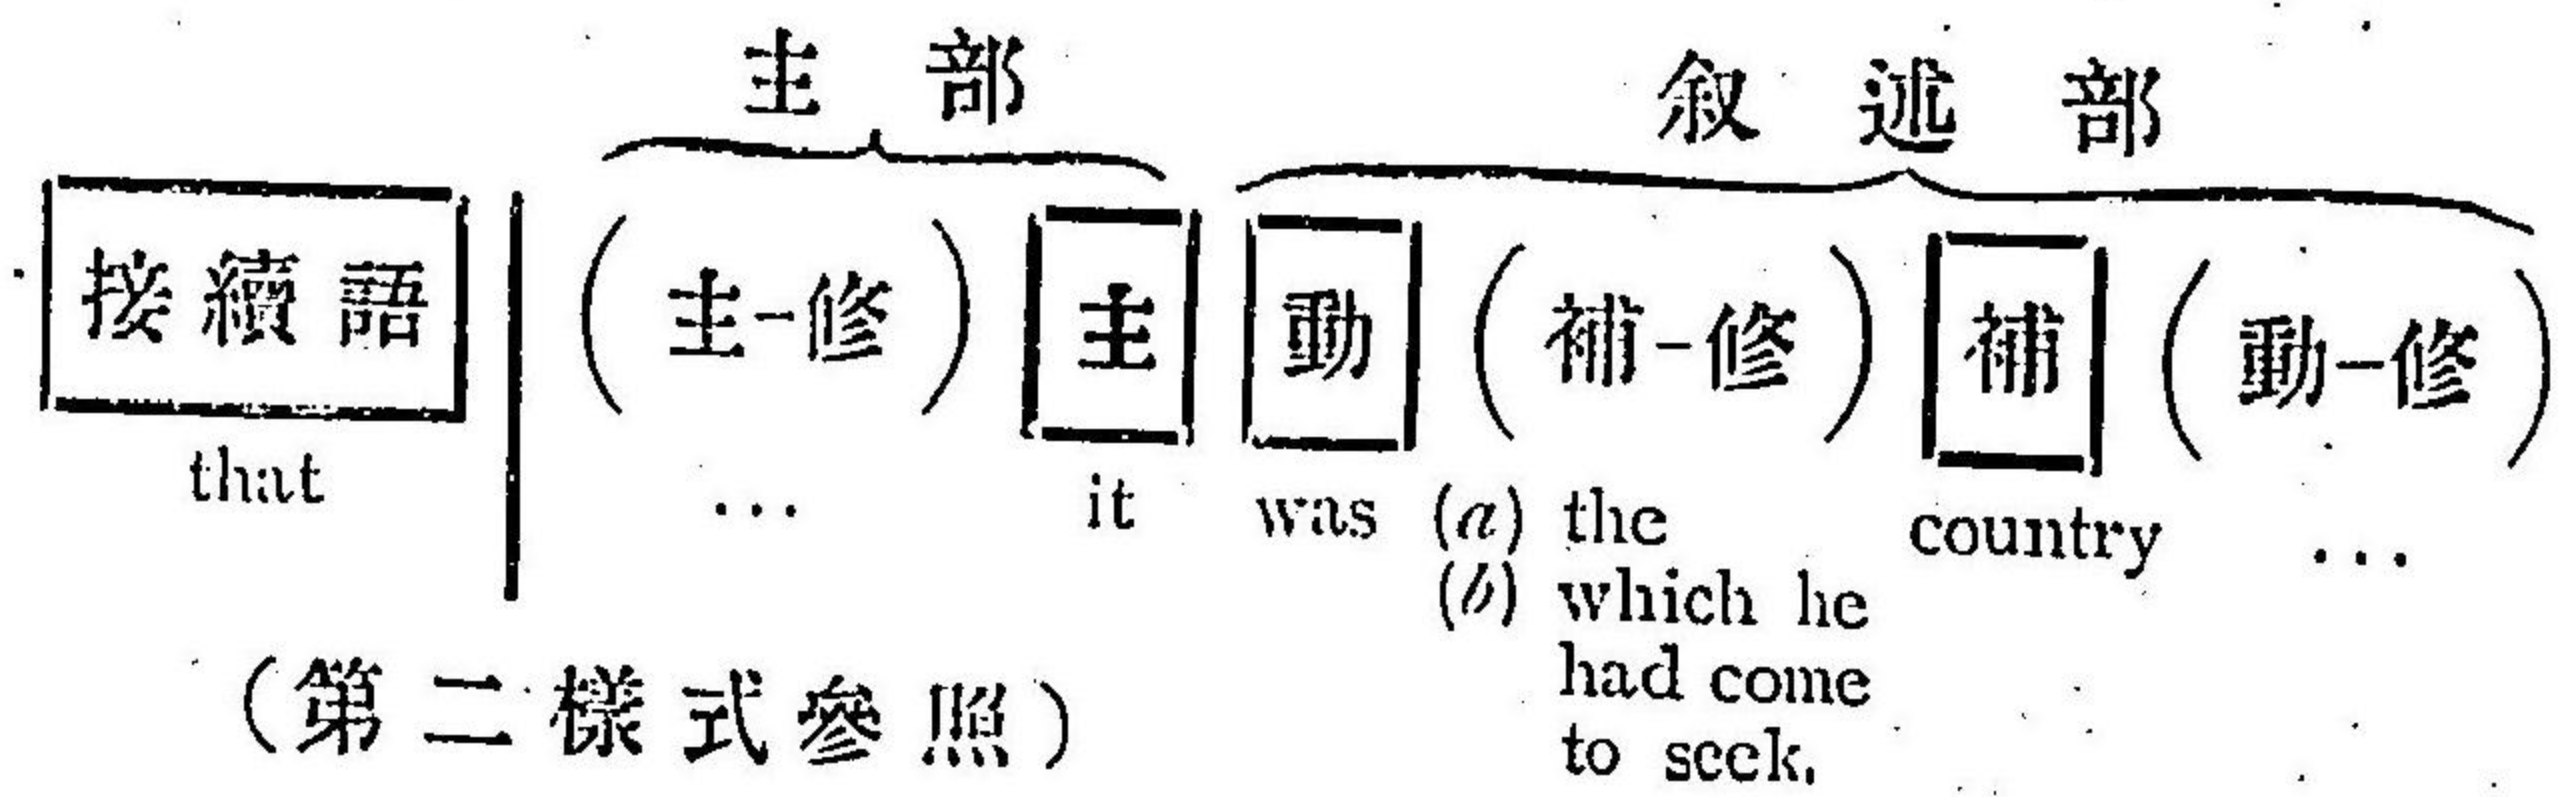 主部 叙述部
接續語 (主-修) 主 動 (補-修) 補 (動-修)
that ... it was (a) the country ...
(b) which he
had come
to seek.
(第二樣式參照)